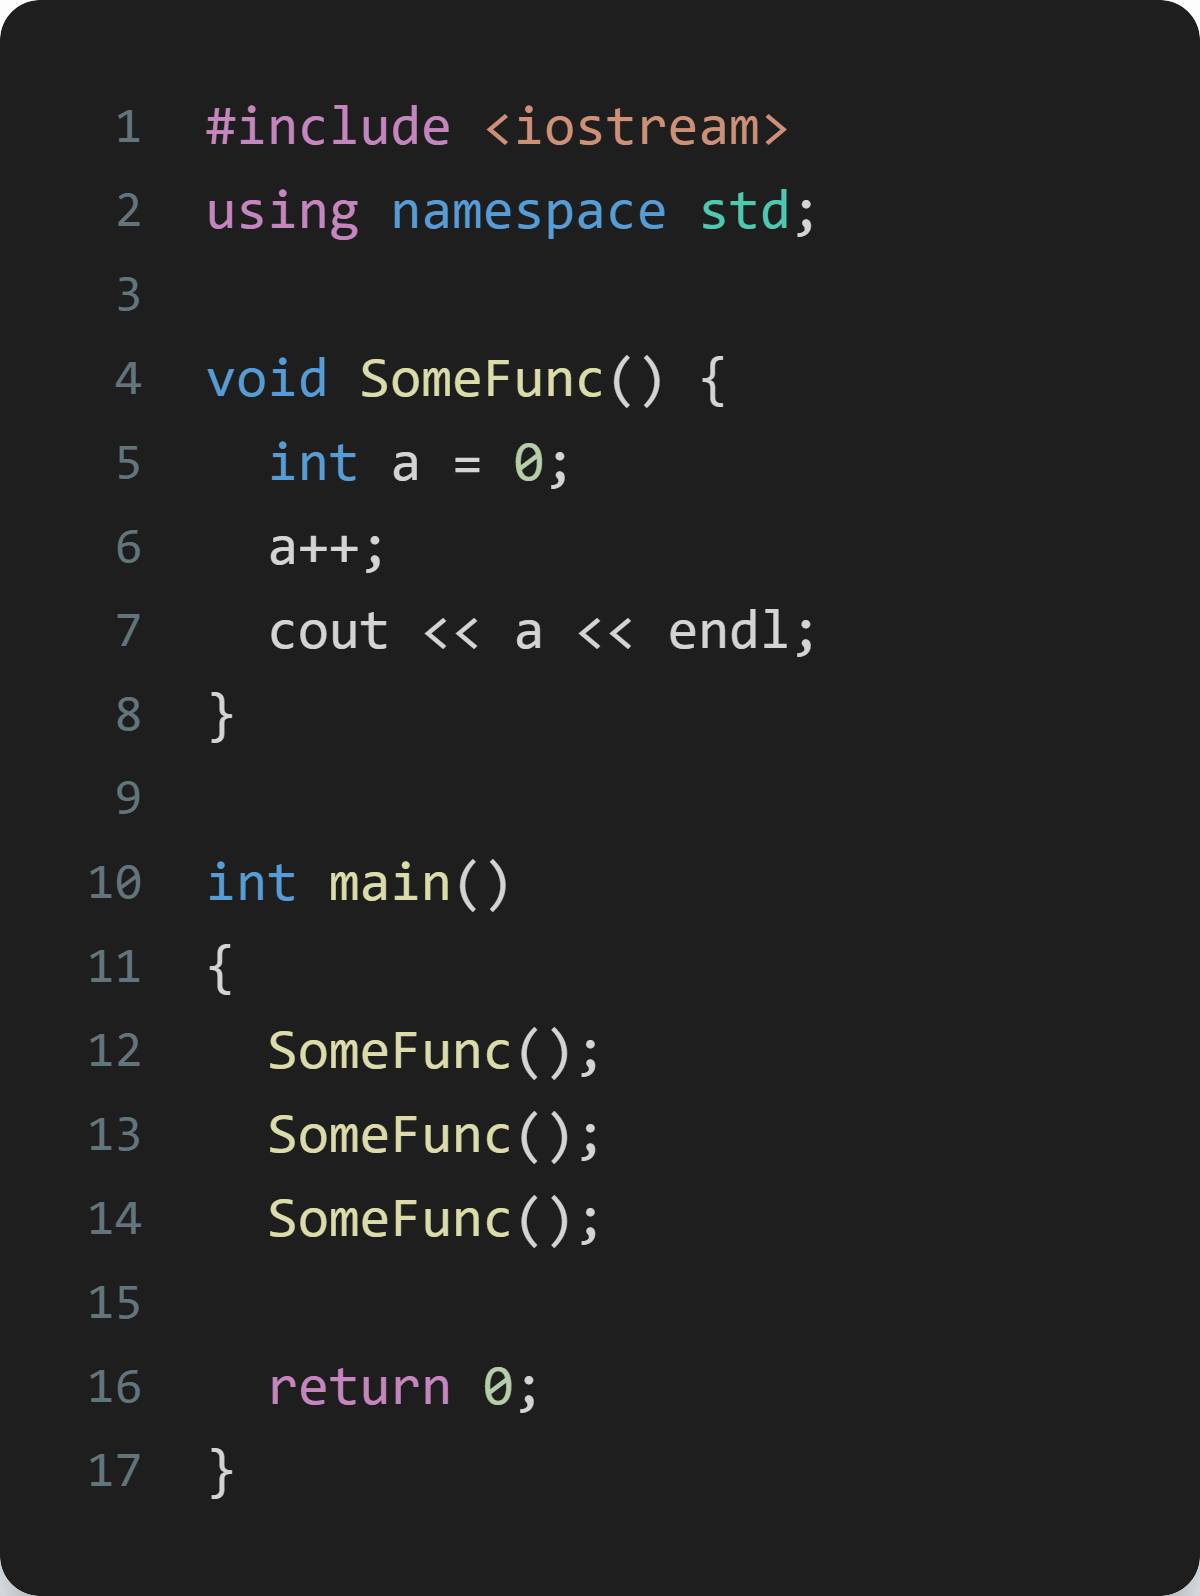 1 #include <iostream>
2 using namespace std;
3
4 void SomeFunc() {
5   int a = 0;
6   a++;
7   cout << a << endl;
8 }
9
10 int main()
11 {
12   SomeFunc();
13   SomeFunc();
14   SomeFunc();
15
16   return 0;
17 }